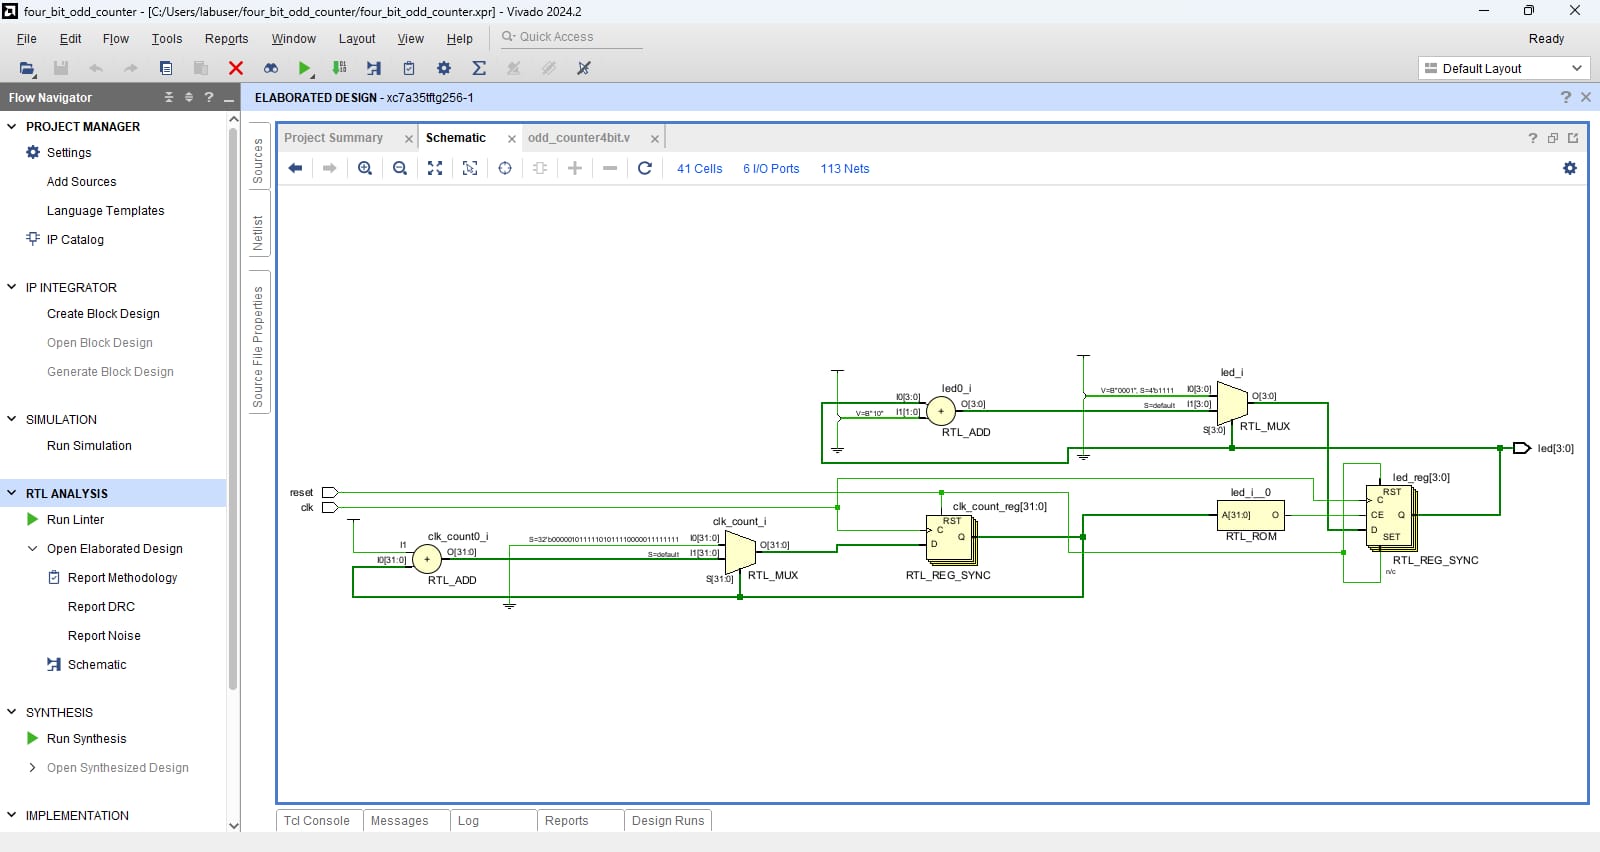 four_bit_odd_counter - [C:/Users/labuser/four_bit_odd_counter/four_bit_odd_counter.xpr] - Vivado 2024.2
File Edit Flow Tools Reports Window Layout View Help Quick Access Ready
Default Layout
Flow Navigator
ELABORATED DESIGN - xc7a35tftg256-1
PROJECT MANAGER
Settings
Add Sources
Language Templates
IP Catalog
IP INTEGRATOR
Create Block Design
Open Block Design
Generate Block Design
SIMULATION
Run Simulation
RTL ANALYSIS
Run Linter
Open Elaborated Design
Report Methodology
Report DRC
Report Noise
Schematic
SYNTHESIS
Run Synthesis
Open Synthesized Design
IMPLEMENTATION
Sources
Netlist
Source File Properties
Project Summary Schematic odd_counter4bit.v
41 Cells 6 I/O Ports 113 Nets
led_i
V=B"0001", S=4'b1111 I0[3:0]
O[3:0]
S=default I1[3:0]
S[3:0]
RTL_MUX
led0_i
I0[3:0]
O[3:0]
V=B"10" I1[1:0]
RTL_ADD
led[3:0]
reset
clk
clk_count0_i
I1
O[31:0]
I0[31:0]
RTL_ADD
clk_count_i
I0[31:0]
O[31:0]
S=default I1[31:0]
S[31:0]
RTL_MUX
clk_count_reg[31:0]
RST
C
Q
D
RTL_REG_SYNC
led_i__0
A[31:0] O
RTL_ROM
led_reg[3:0]
RST
C
CE Q
D
SET
RTL_REG_SYNC
n/c
Tcl Console Messages Log Reports Design Runs